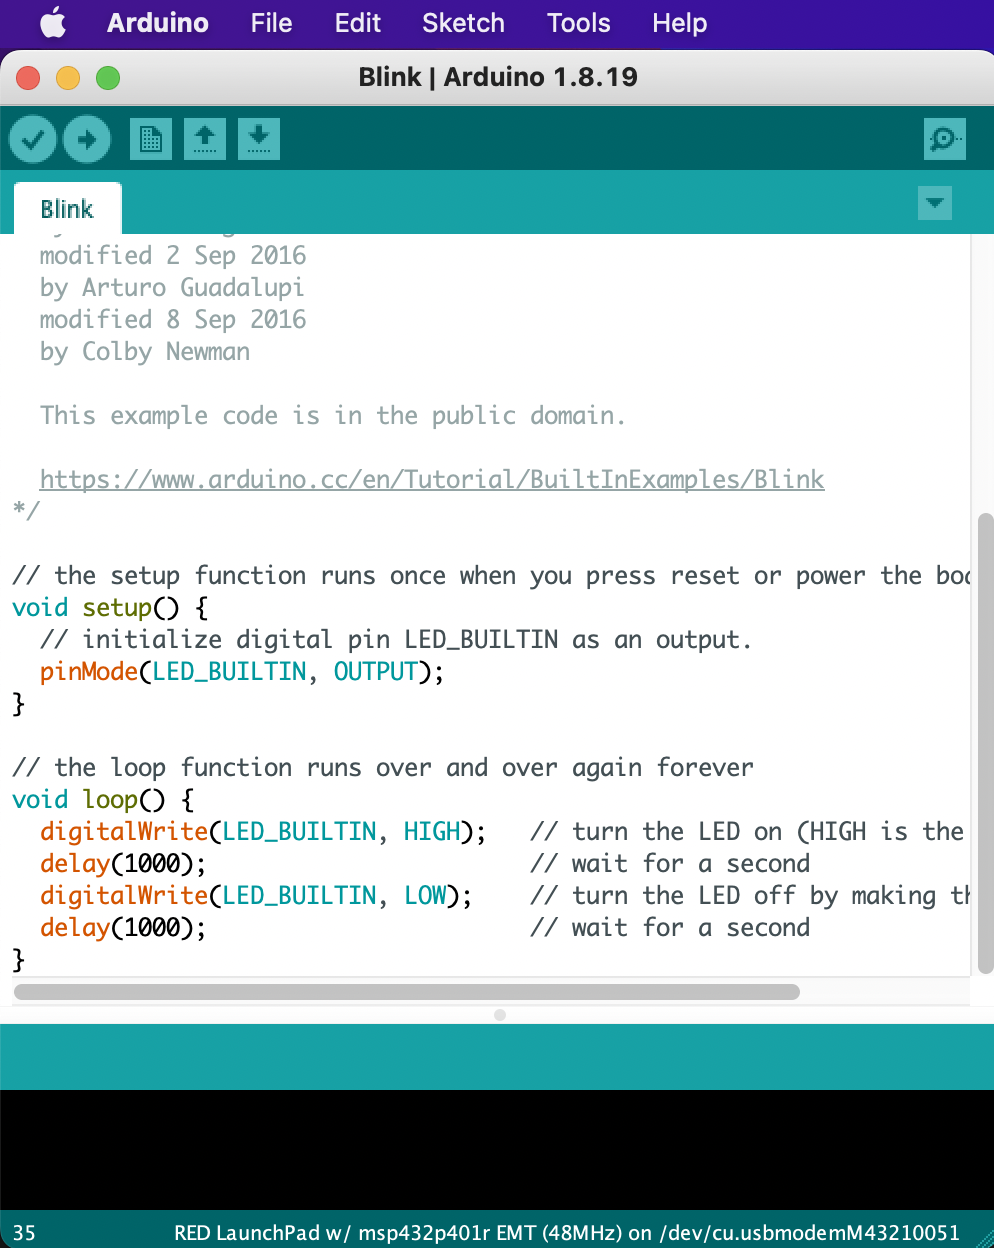 Arduino File Edit Sketch Tools Help
Blink | Arduino 1.8.19
Blink
modified 2 Sep 2016
by Arturo Guadalupi
modified 8 Sep 2016
by Colby Newman
This example code is in the public domain.
https://www.arduino.cc/en/Tutorial/BuiltInExamples/Blink
*/
// the setup function runs once when you press reset or power the
void setup() {
// initialize digital pin LED_BUILTIN as an output.
pinMode(LED_BUILTIN, OUTPUT);
}
// the loop function runs over and over again forever
void loop() {
digitalWrite(LED_BUILTIN, HIGH); // turn the LED on (HIGH is the
delay(1000); // wait for a second
digitalWrite(LED_BUILTIN, LOW); // turn the LED off by making
delay(1000); // wait for a second
}
35 RED LaunchPad w/ msp432p401r EMT (48MHz) on /dev/cu.usbmodemM43210051